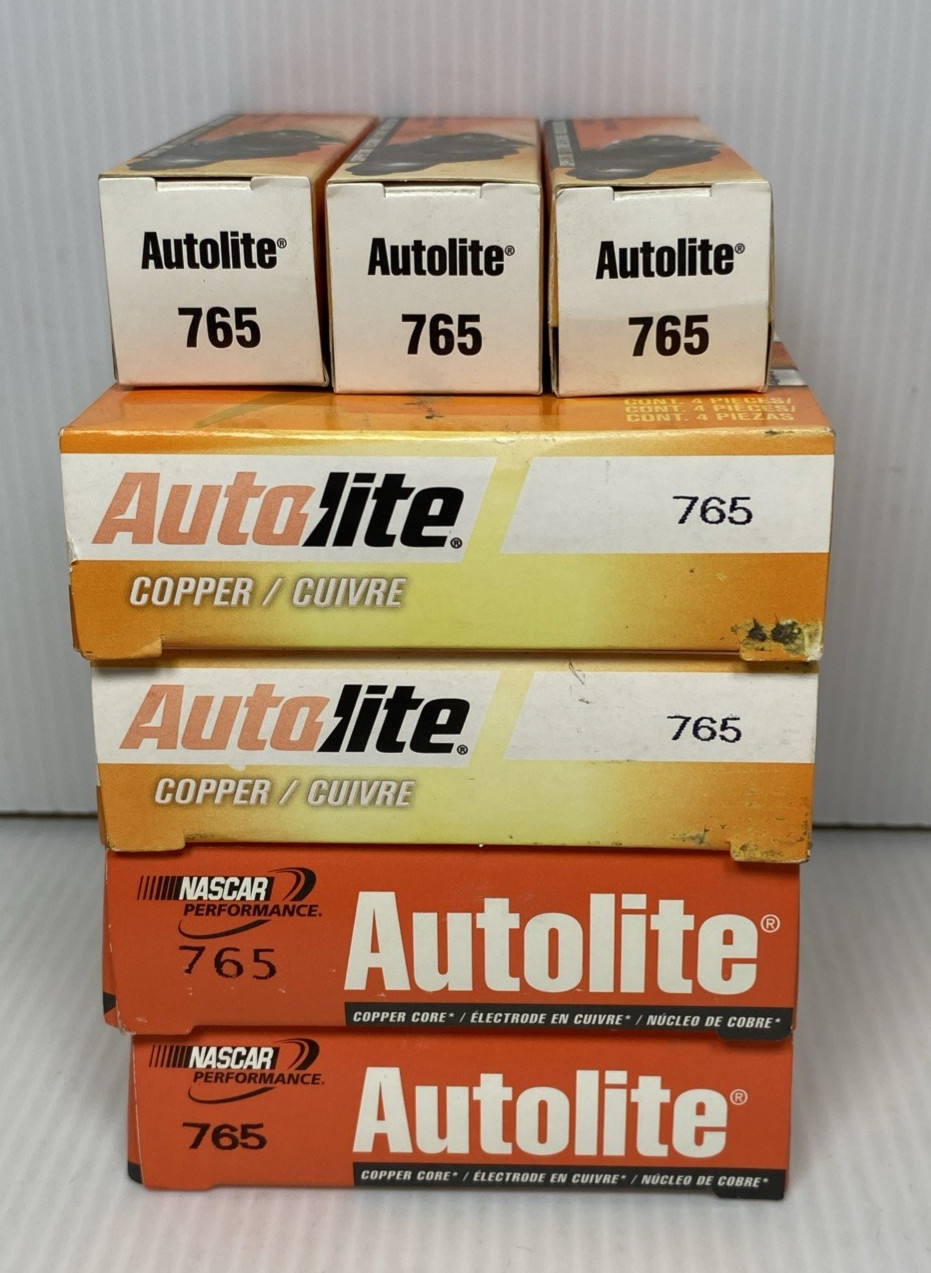 Autolite® Autolite® Autolite®
765 765 765
CONT. 4 PIECES/
CONT. 4 PIÈCES/
CONT. 4 PIEZAS
Autolite®
765
COPPER / CUIVRE
Autolite®
765
COPPER / CUIVRE
NASCAR
PERFORMANCE.
765
Autolite®
COPPER CORE* / ÉLECTRODE EN CUIVRE* / NÚCLEO DE COBRE*
NASCAR
PERFORMANCE.
765
Autolite®
COPPER CORE* / ÉLECTRODE EN CUIVRE* / NÚCLEO DE COBRE*